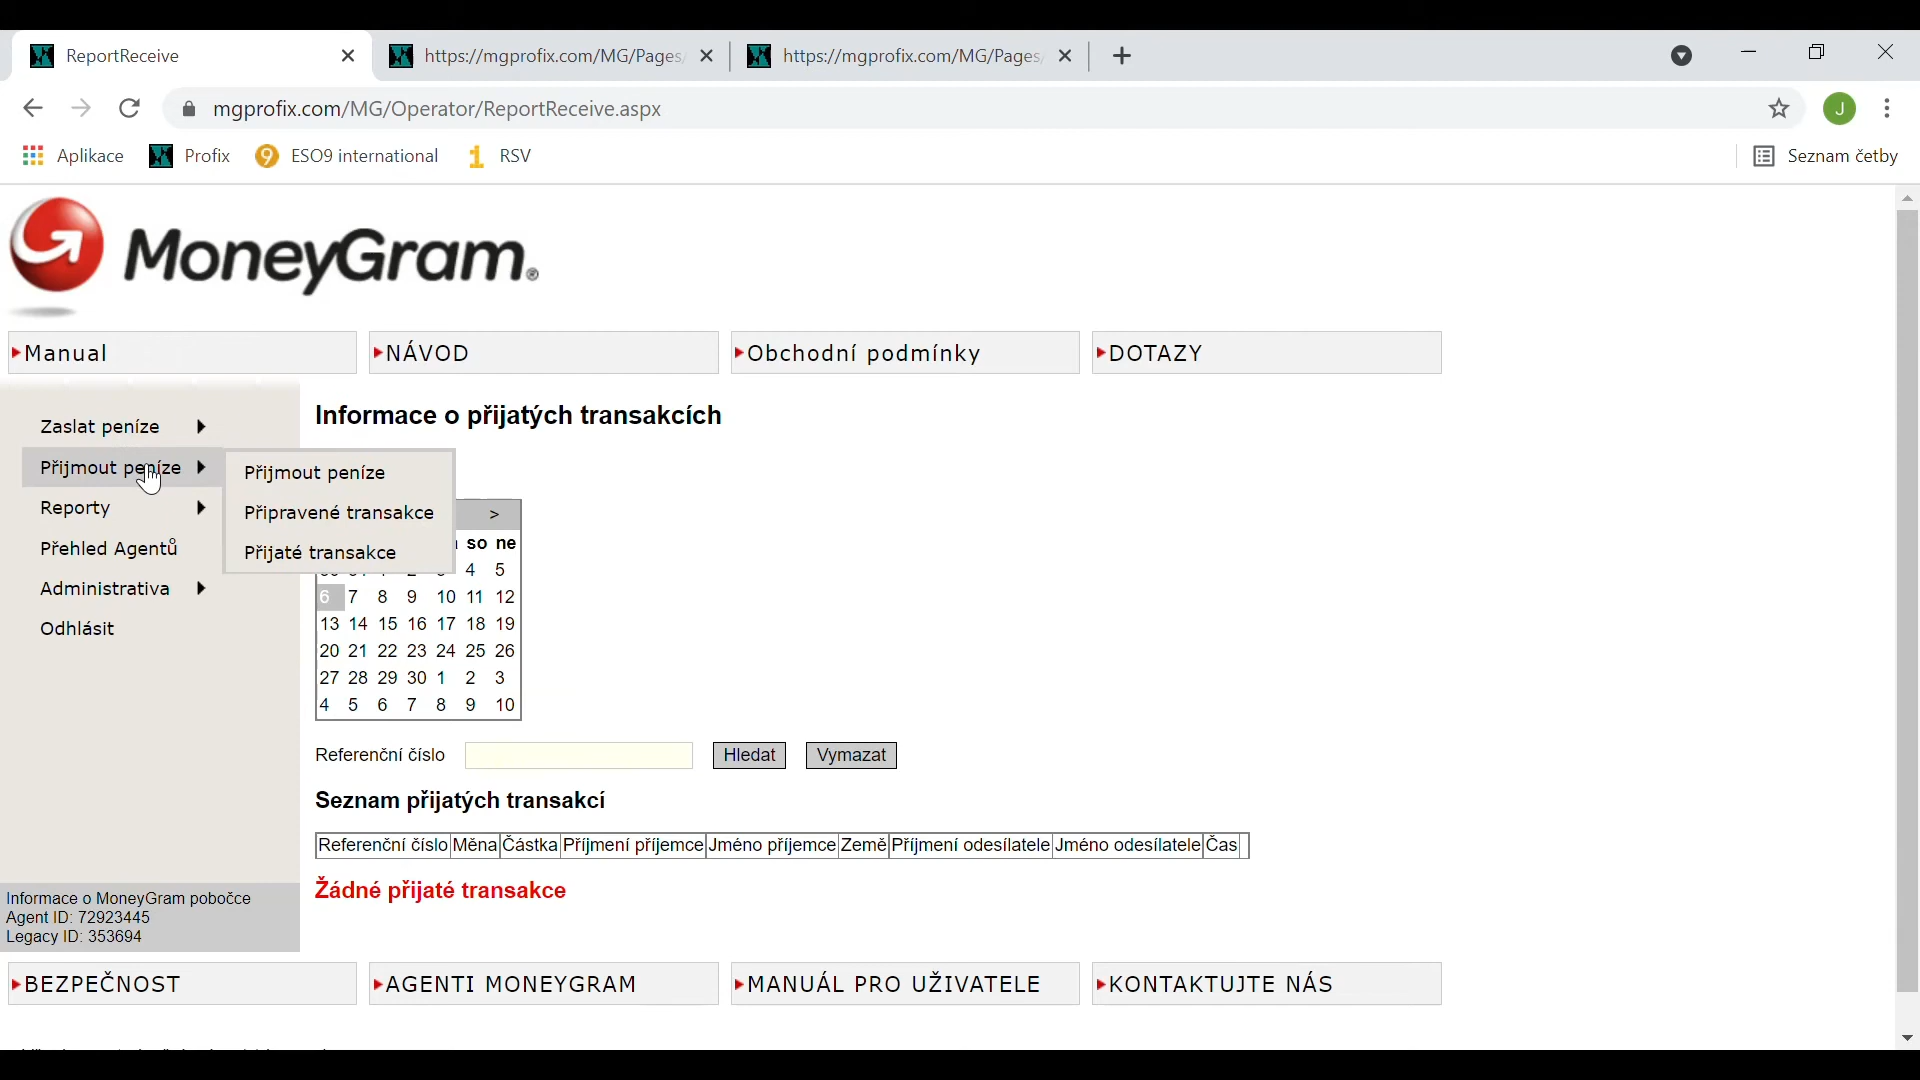 ReportReceive
https://mgprofix.com/MG/Pages/
https://mgprofix.com/MG/Pages/
mgprofix.com/MG/Operator/ReportReceive.aspx
J
Aplikace
Profix
ESO9 international
RSV
Seznam četby
MoneyGram®
Manual
NÁVOD
Obchodní podmínky
DOTAZY
Informace o přijatých transakcích
Zaslat peníze
Přijmout peníze
Reporty
Přehled Agentů
Administrativa
Odhlásit
Přijmout peníze
Připravené transakce
Přijaté transakce
>
so ne
4 5
6 7 8 9 10 11 12
13 14 15 16 17 18 19
20 21 22 23 24 25 26
27 28 29 30 1 2 3
4 5 6 7 8 9 10
Referenční číslo
Hledat
Vymazat
Seznam přijatých transakcí
Referenční číslo Měna Částka Příjmení příjemce Jméno příjemce Země Příjmení odesílatele Jméno odesílatele Čas
Žádné přijaté transakce
Informace o MoneyGram pobočce
Agent ID: 72923445
Legacy ID: 353694
BEZPEČNOST
AGENTI MONEYGRAM
MANUÁL PRO UŽIVATELE
KONTAKTUJTE NÁS